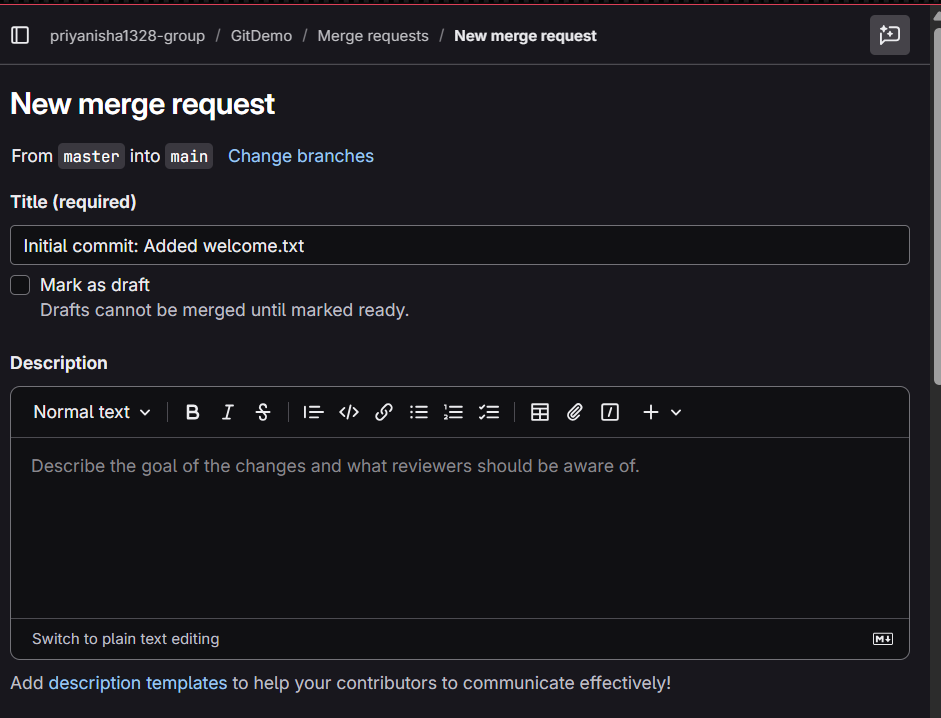 priyanisha1328-group / GitDemo / Merge requests / New merge request
New merge request
From master into main Change branches
Title (required)
Initial commit: Added welcome.txt
Mark as draft
Drafts cannot be merged until marked ready.
Description
Normal text B I S
Describe the goal of the changes and what reviewers should be aware of.
Switch to plain text editing M
Add description templates to help your contributors to communicate effectively!